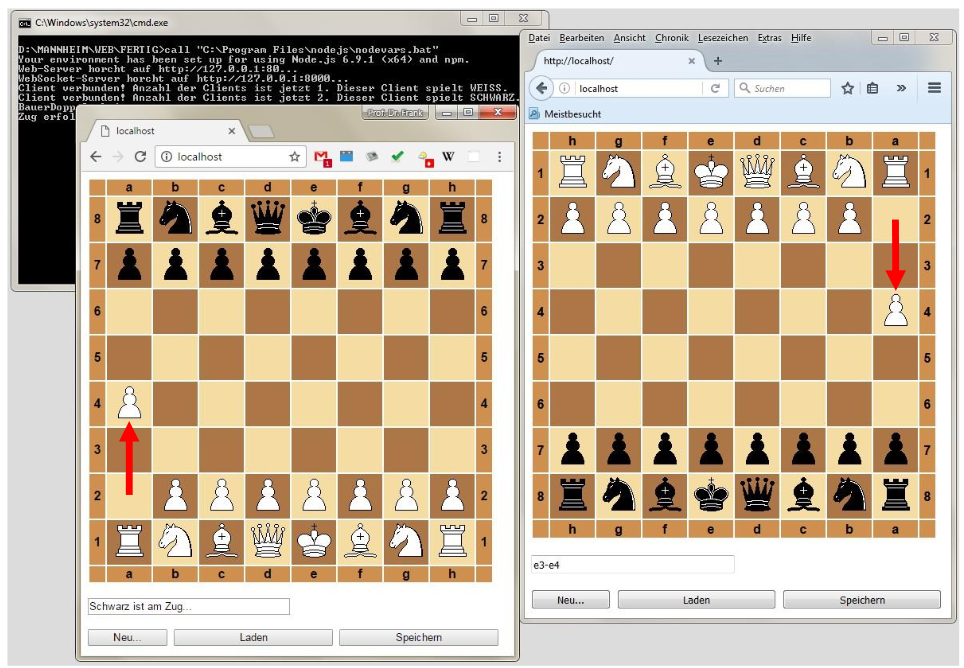 C:\Windows\system32\cmd.exe
D:\MANNHEIM\WEB\FERTIG>call "C:\Program Files\nodejs\nodevars.bat"
Your environment has been set up for using Node.js 6.9.1 (x64) and npm.
Web-Server horcht auf http://127.0.0.1:80...
WebSocket-Server horcht auf http://127.0.0.1:8000...
Client verbunden! Anzahl der Clients ist jetzt 1. Dieser Client spielt WEISS.
Client verbunden! Anzahl der Clients ist jetzt 2. Dieser Client spielt SCHWARZ.
BauerDopp
Zug erfol
Prof. Dr. Frank
localhost
localhost
1
W
a b c d e f g h
8 8
7 7
6 6
5 5
4 4
3 3
2 2
1 1
a b c d e f g h
Schwarz ist am Zug...
Neu... Laden Speichern
Datei Bearbeiten Ansicht Chronik Lesezeichen Extras Hilfe
http://localhost/
localhost Suchen
Meistbesucht
h g f e d c b a
1 1
2 2
3 3
4 4
5 5
6 6
7 7
8 8
h g f e d c b a
e3-e4
Neu... Laden Speichern